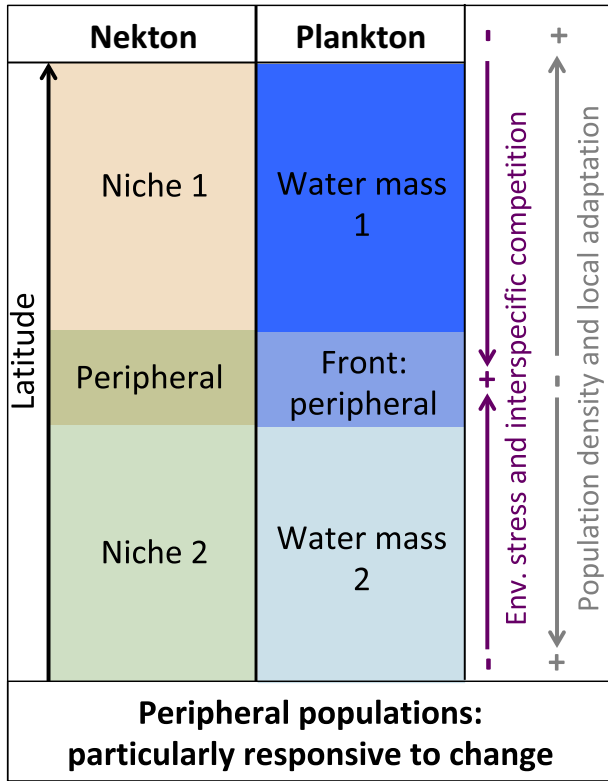 Nekton
Plankton
-
+
Latitude
Niche 1
Water mass
1
Peripheral
Front:
peripheral
+
-
Niche 2
Water mass
2
-
+
Env. stress and interspecific competition
Population density and local adaptation
Peripheral populations:
particularly responsive to change